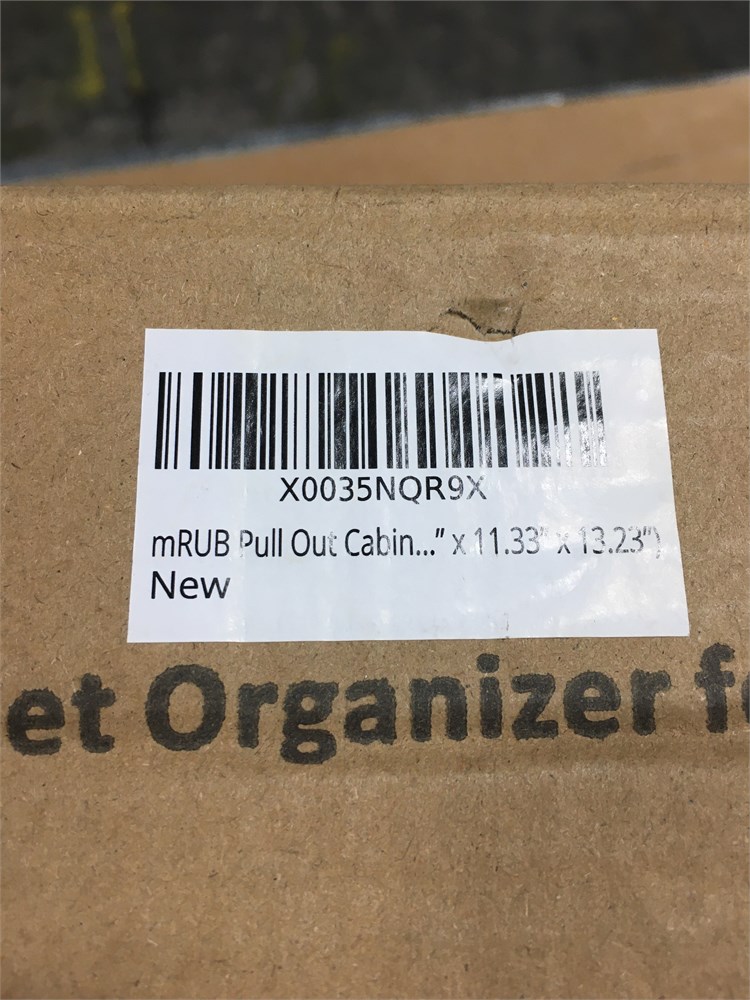 X0035NQR9X
mRUB Pull Out Cabin...” x 11.33” x 13.23”)
New
et Organizer f